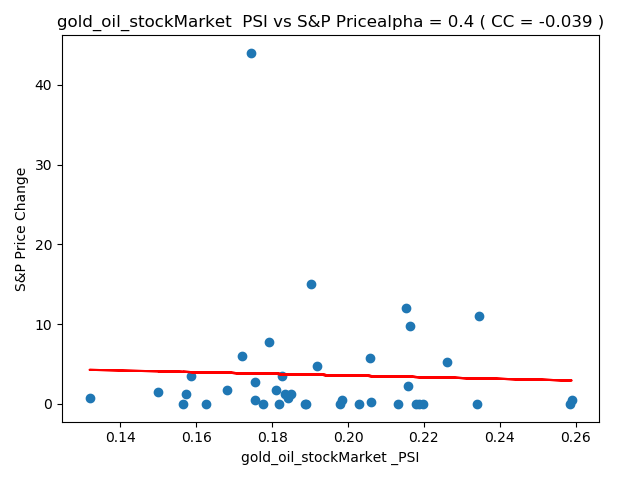 gold_oil_stockMarket  PSI vs S&P Pricealpha = 0.4 ( CC = -0.039 )
S&P Price Change
40
30
20
10
0
0.14 0.16 0.18 0.20 0.22 0.24 0.26
gold_oil_stockMarket _PSI